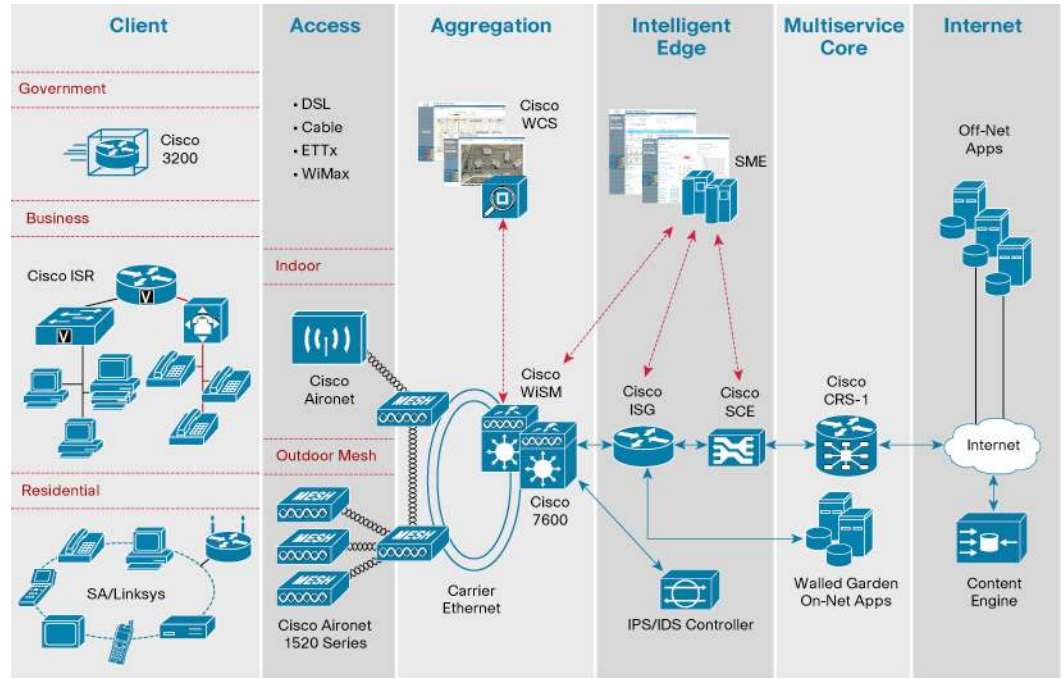 Client
Access
Aggregation
Intelligent
Edge
Multiservice
Core
Internet
Government
Cisco
3200
Business
Cisco ISR
V
V
Residential
SA/Linksys
• DSL
• Cable
• ETTx
• WiMax
Indoor
Cisco
Aironet
Outdoor Mesh
MESH
MESH
MESH
Cisco Aironet
1520 Series
MESH
MESH
Cisco
WCS
Cisco
WiSM
Cisco
7600
Carrier
Ethernet
SME
Cisco
ISG
Cisco
SCE
IPS/IDS Controller
Cisco
CRS-1
Walled Garden
On-Net Apps
Off-Net
Apps
Internet
Content
Engine